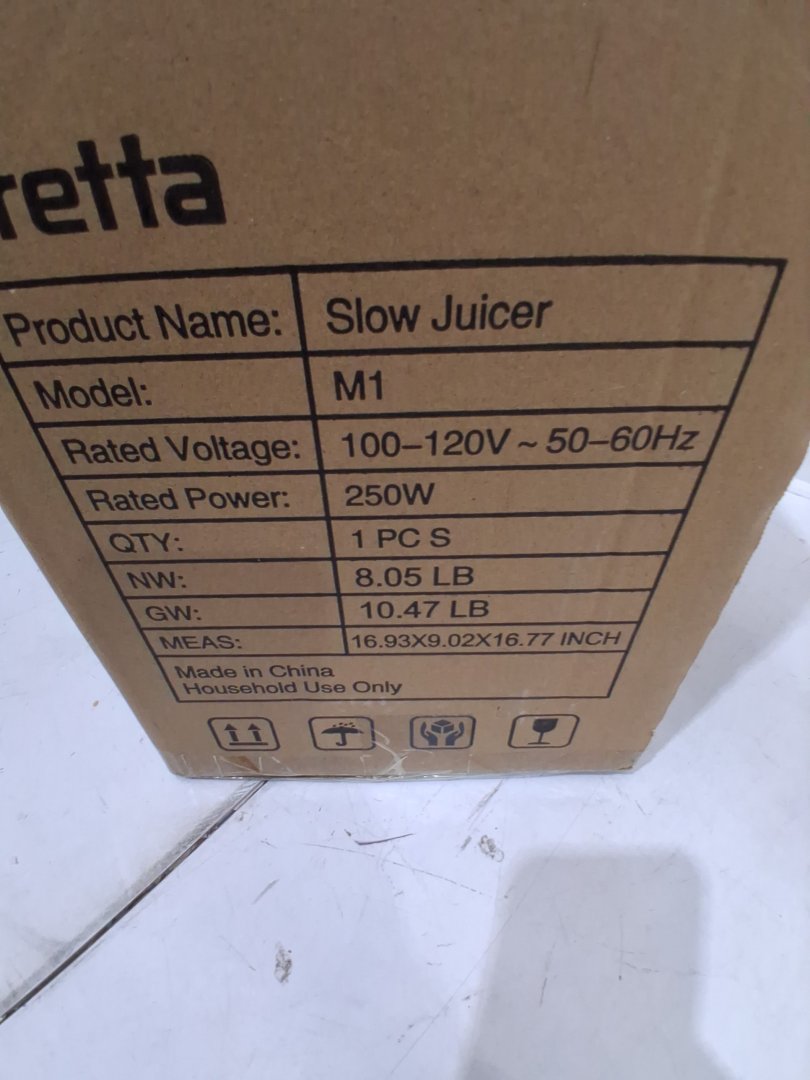 retta
Product Name: Slow Juicer
Model: M1
Rated Voltage: 100–120V ~ 50–60Hz
Rated Power: 250W
QTY: 1 PC S
NW: 8.05 LB
GW: 10.47 LB
MEAS: 16.93X9.02X16.77 INCH
Made in China
Household Use Only